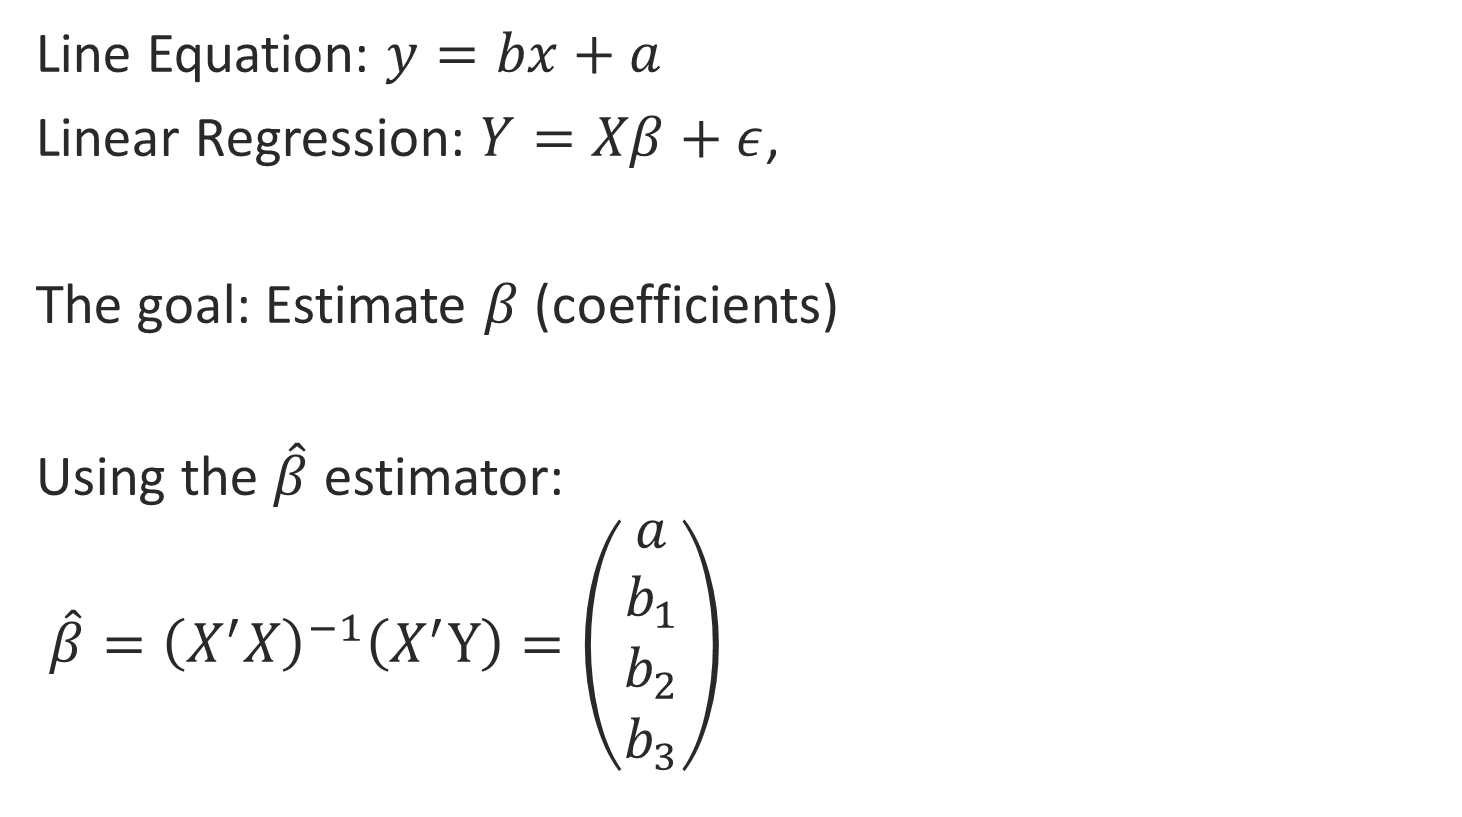 Line Equation: y = bx + a
Linear Regression: Y = Xβ + ϵ,
The goal: Estimate β (coefficients)
Using the β̂ estimator:
β̂ = (X′X)⁻¹(X′Y) = (a b₁ b₂ b₃)